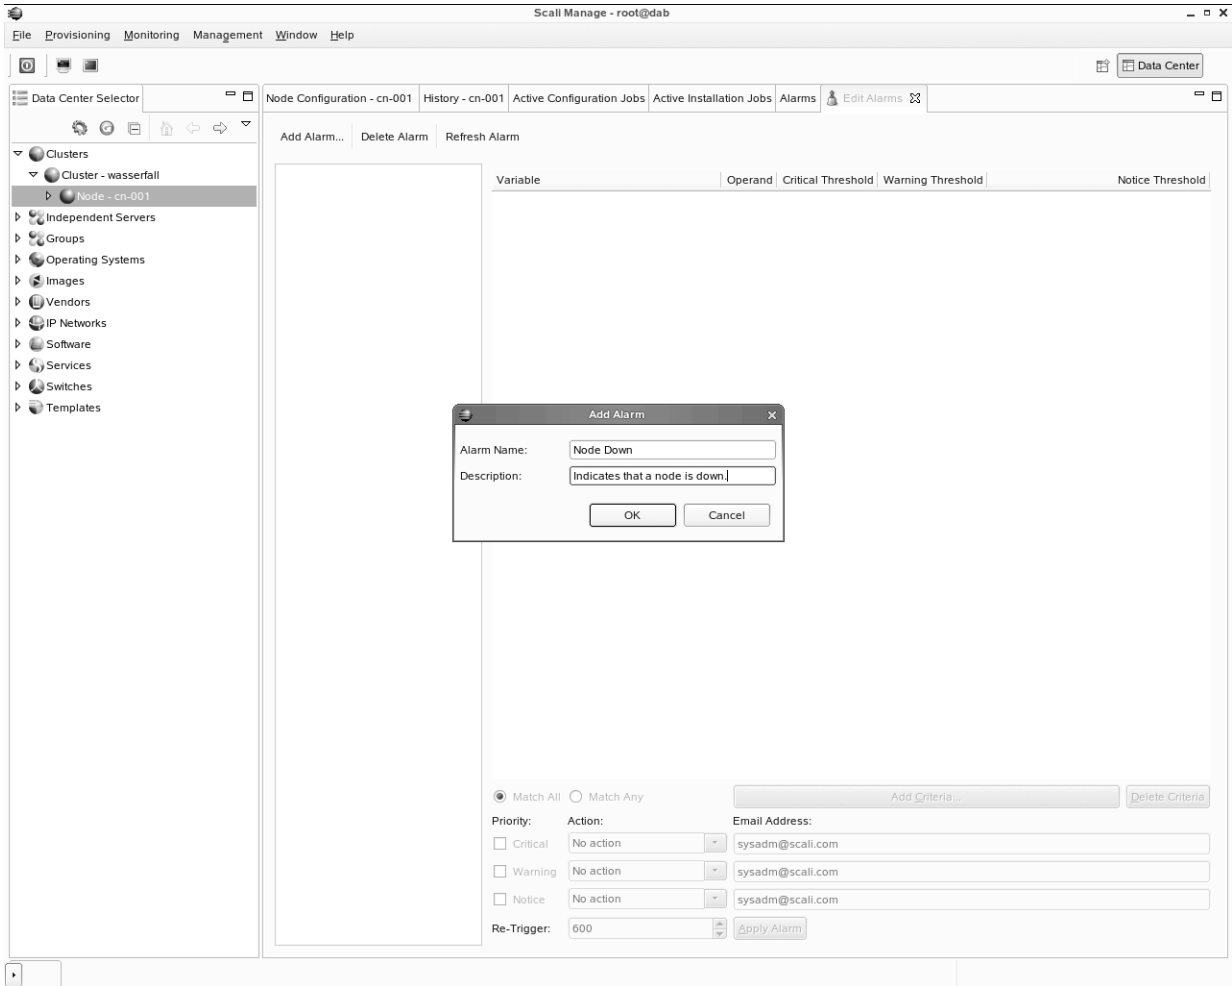 Scali Manage - root@dab
File Provisioning Monitoring Management Window Help
Data Center
Data Center Selector
Node Configuration - cn-001 History - cn-001 Active Configuration Jobs Active Installation Jobs Alarms Edit Alarms
Add Alarm... Delete Alarm Refresh Alarm
Clusters
Cluster - wasserfall
Node - cn-001
Independent Servers
Groups
Operating Systems
Images
Vendors
IP Networks
Software
Services
Switches
Templates
Variable Operand Critical Threshold Warning Threshold Notice Threshold
Add Alarm
Alarm Name: Node Down
Description: Indicates that a node is down.
OK Cancel
Match All Match Any Add Criteria... Delete Criteria
Priority: Action: Email Address:
Critical No action sysadm@scali.com
Warning No action sysadm@scali.com
Notice No action sysadm@scali.com
Re-Trigger: 600 Apply Alarm